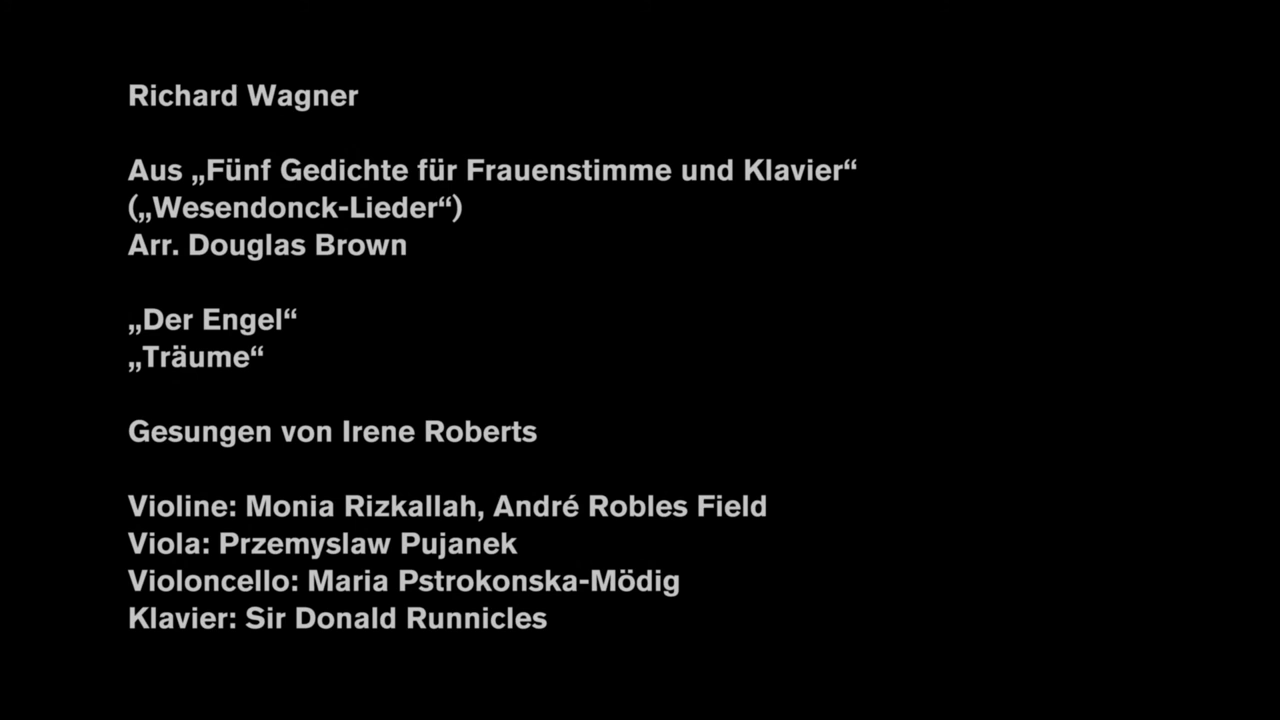 Richard Wagner
Aus „Fünf Gedichte für Frauenstimme und Klavier“
(„Wesendonck-Lieder“)
Arr. Douglas Brown
„Der Engel“
„Träume“
Gesungen von Irene Roberts
Violine: Monia Rizkallah, André Robles Field
Viola: Przemyslaw Pujanek
Violoncello: Maria Pstrokonska-Mödig
Klavier: Sir Donald Runnicles